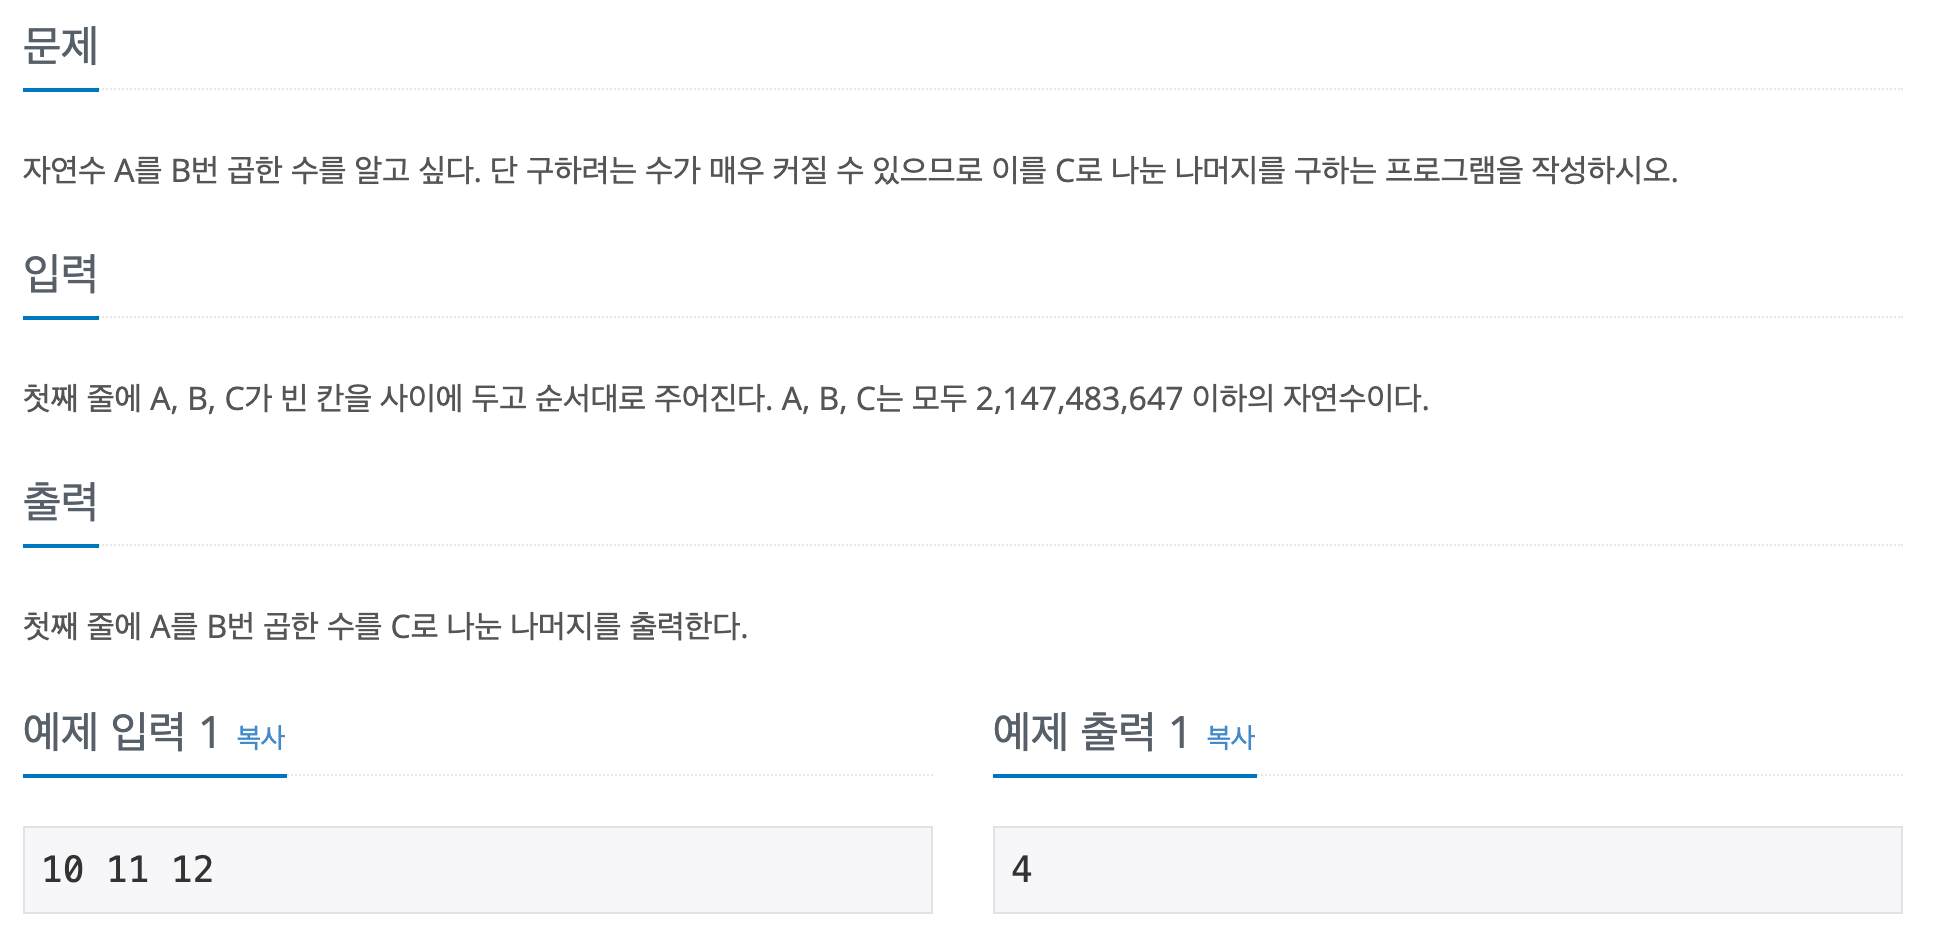 문제
자연수 A를 B번 곱한 수를 알고 싶다. 단 구하려는 수가 매우 커질 수 있으므로 이를 C로 나눈 나머지를 구하는 프로그램을 작성하시오.
입력
첫째 줄에 A, B, C가 빈 칸을 사이에 두고 순서대로 주어진다. A, B, C는 모두 2,147,483,647 이하의 자연수이다.
출력
첫째 줄에 A를 B번 곱한 수를 C로 나눈 나머지를 출력한다.
예제 입력 1 복사
10 11 12
예제 출력 1 복사
4